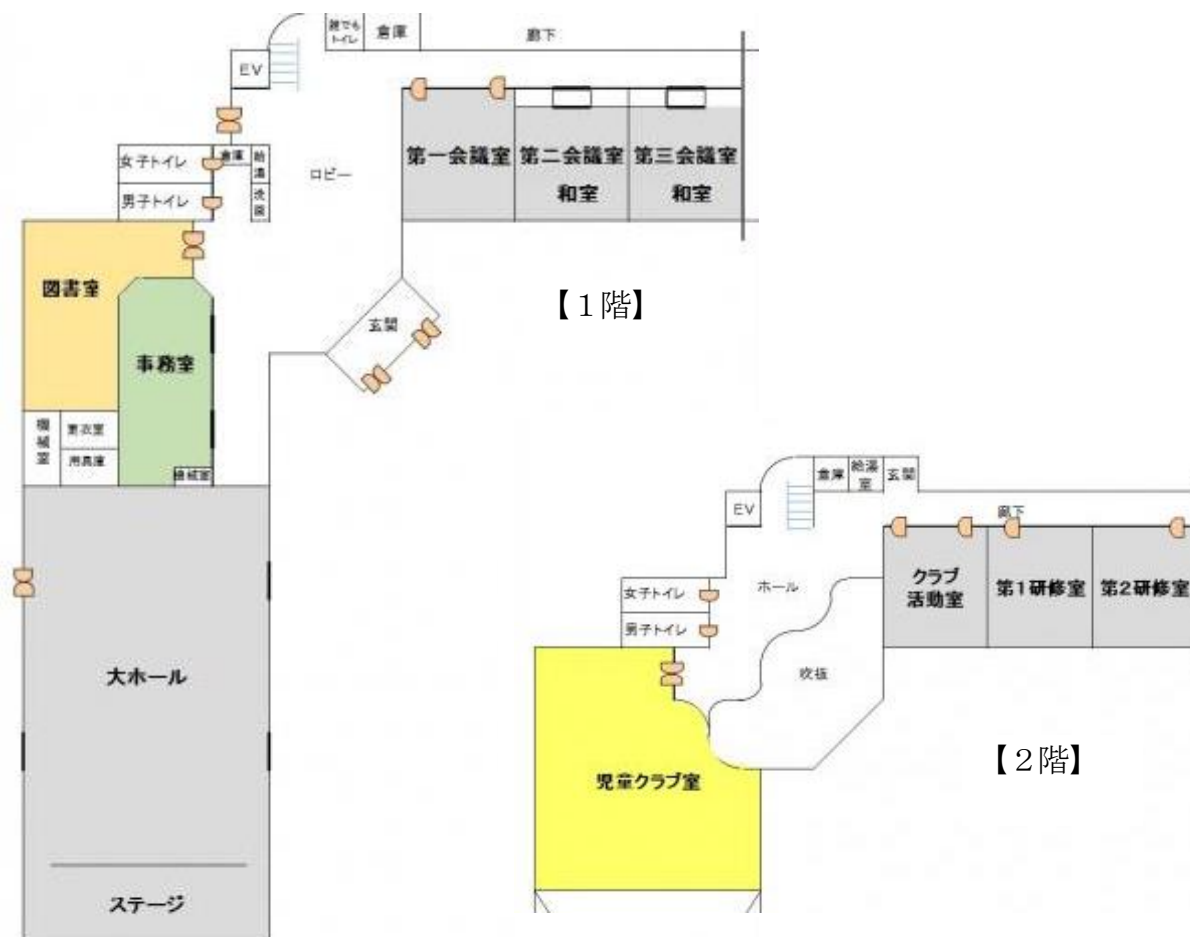 誰でも
トイレ
倉庫
廊下
EV
第一会議室
第二会議室
和室
第三会議室
和室
女子トイレ
倉庫
給湯
男子トイレ
洗面
ロビー
図書室
【1階】
玄関
事務室
機械室
更衣室
用具庫
機械室
大ホール
ステージ
倉庫
給湯室
玄関
EV
廊下
クラブ
活動室
第1研修室
第2研修室
女子トイレ
ホール
男子トイレ
吹抜
【2階】
児童クラブ室